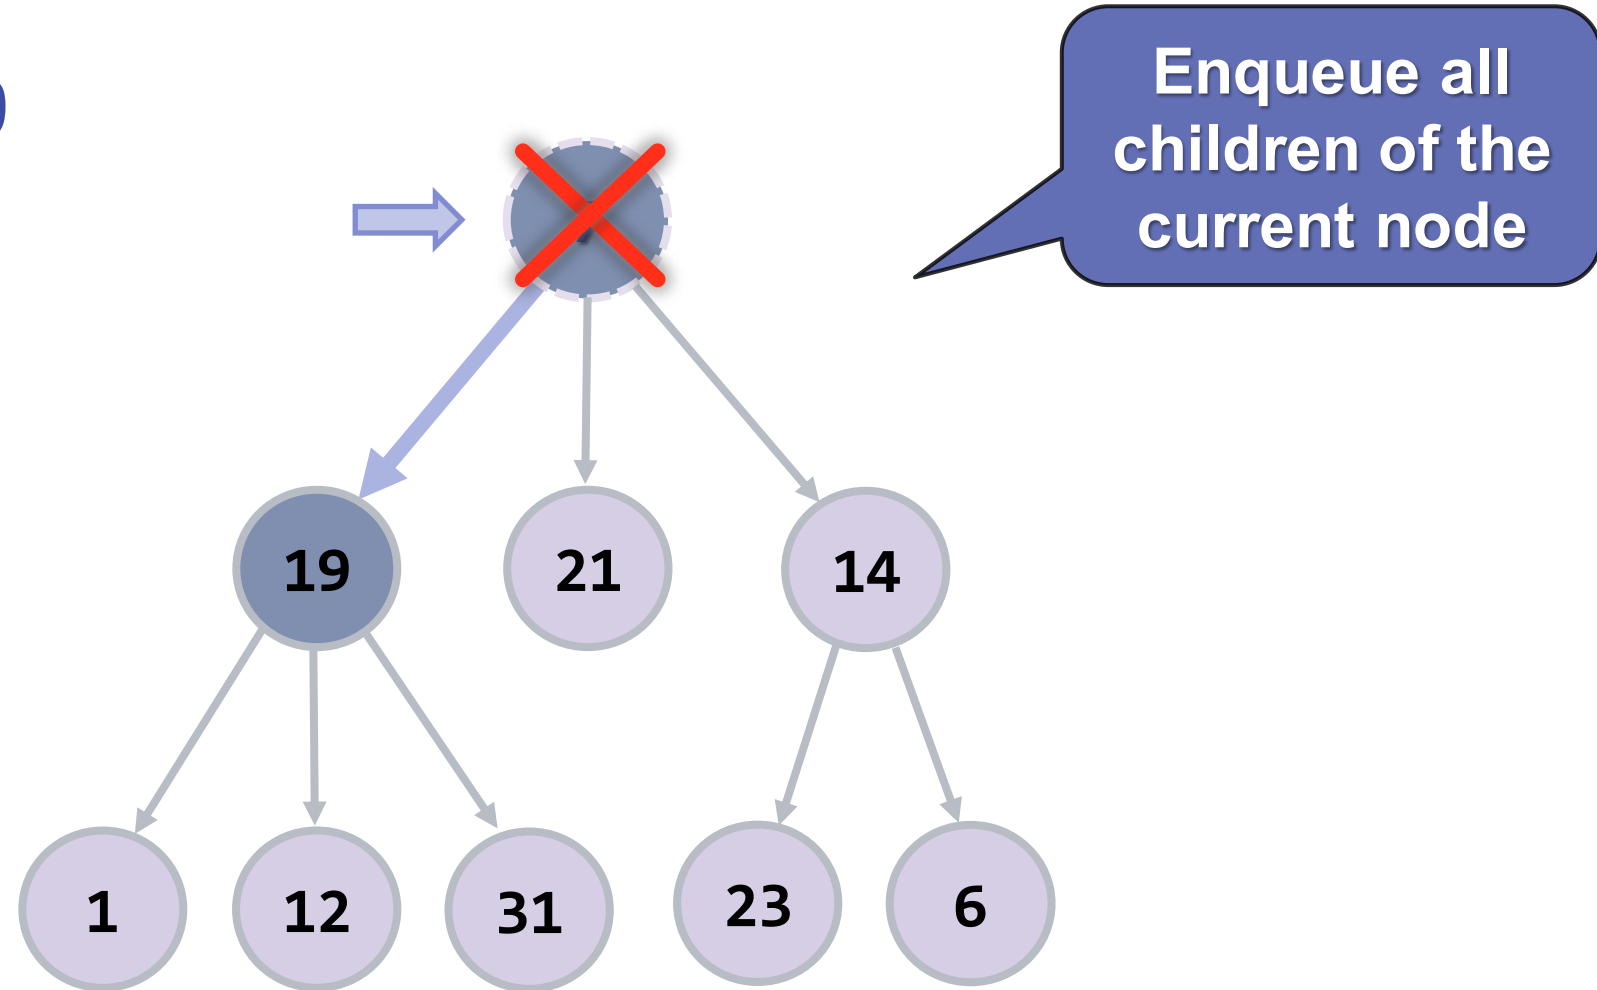 Enqueue all
children of the
current node
19
21
14
1
12
31
23
6